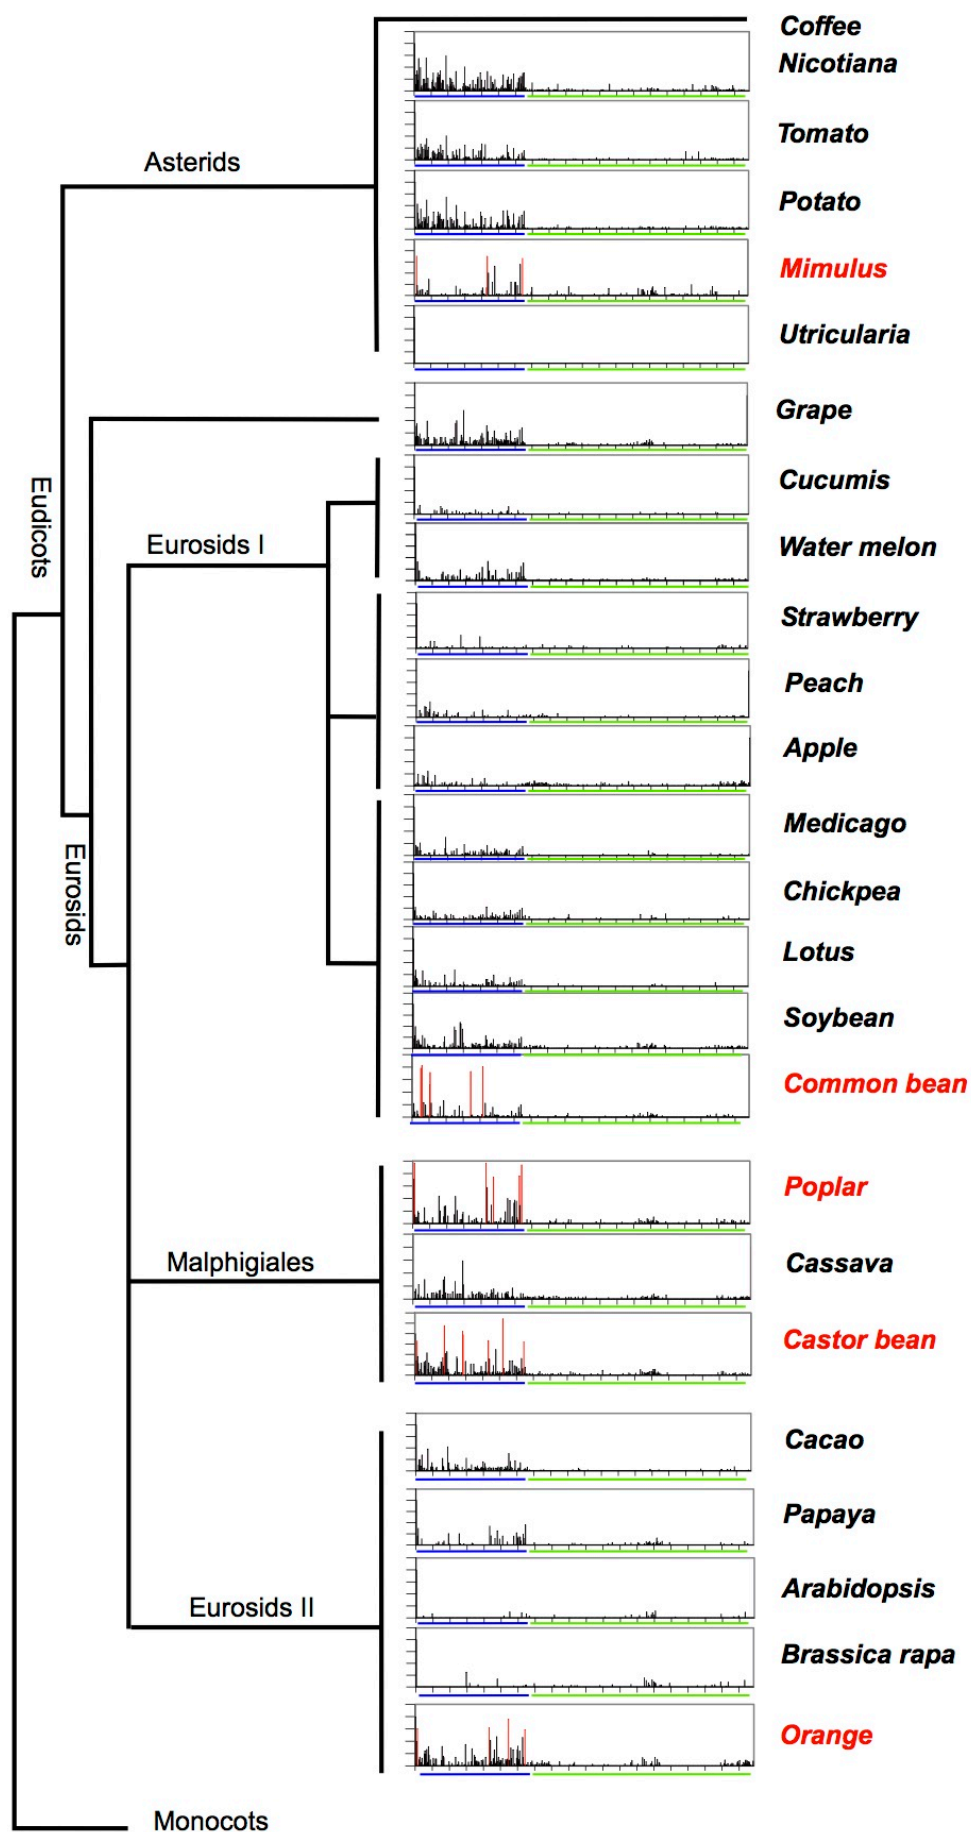 Coffee
Nicotiana
Tomato
Asterids
Potato
Mimulus
Utricularia
Grape
Cucumis
Eudicots
Eurosids I
Water melon
Strawberry
Peach
Apple
Medicago
Eurosids
Chickpea
Lotus
Soybean
Common bean
Poplar
Malphigiales
Cassava
Castor bean
Cacao
Papaya
Arabidopsis
Eurosids II
Brassica rapa
Orange
Monocots